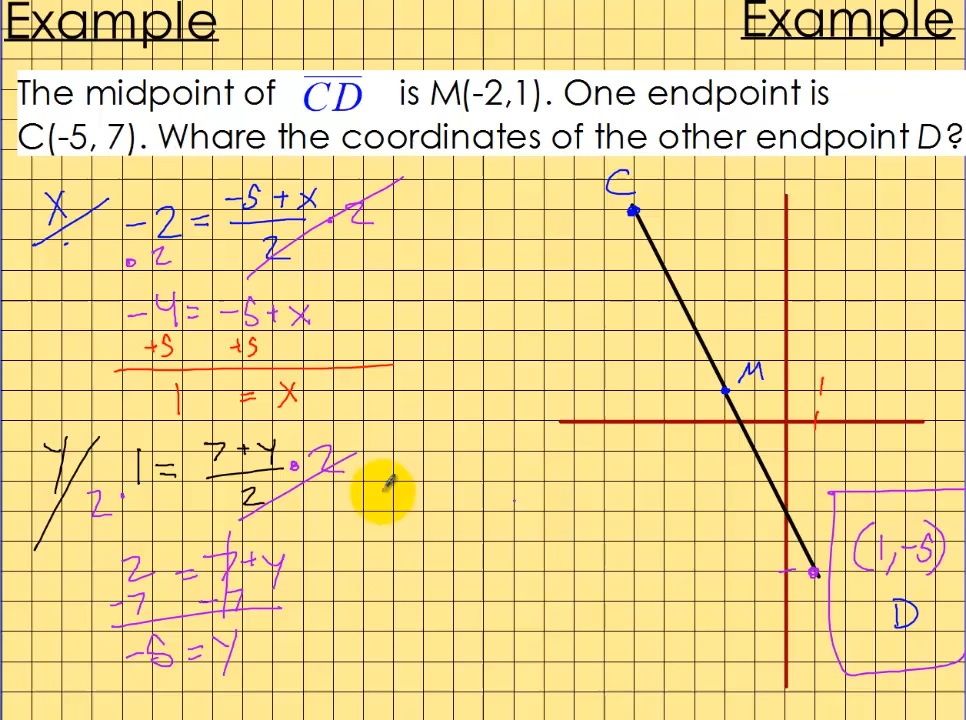 Example
Example
The midpoint of CD is M(-2,1). One endpoint is
C(-5, 7). Whare the coordinates of the other endpoint D?
X
-2 = -5 + X / 2 · 2
· 2
-4 = -5 + x
+5 +5
1 = X
Y
2 · 1 = 7 + Y / 2 · 2
2 = 7 + y
-7 -7
-5 = Y
C
M
1
(1, -5)
D